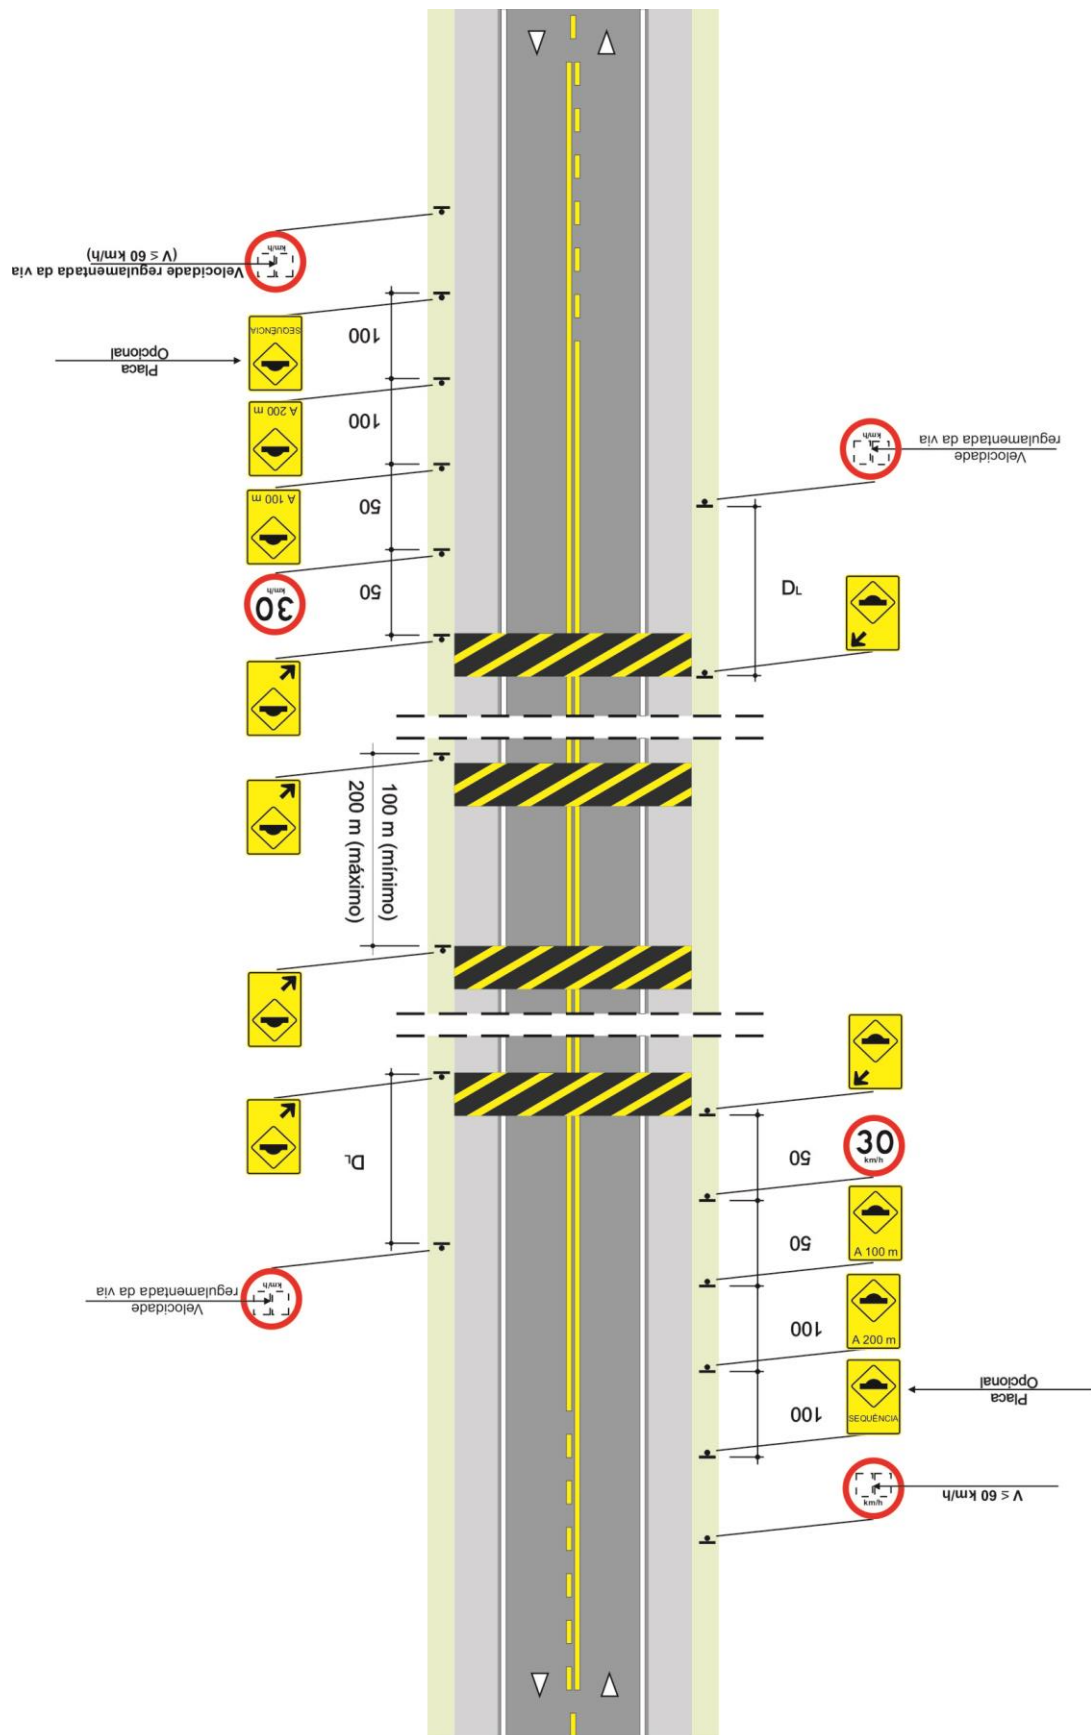 Velocidade regulamentada da via
(V ≤ 60 km/h)
km/h
100
SEQUÊNCIA
Placa
Opcional
A 200 m
100
A 100 m
50
30
km/h
50
Velocidade
regulamentada da via
km/h
DL
100 m (mínimo)
200 m (máximo)
DL
Velocidade
regulamentada da via
km/h
30
km/h
50
A 100 m
50
A 200 m
100
SEQUÊNCIA
100
Placa
Opcional
km/h
V ≤ 60 km/h